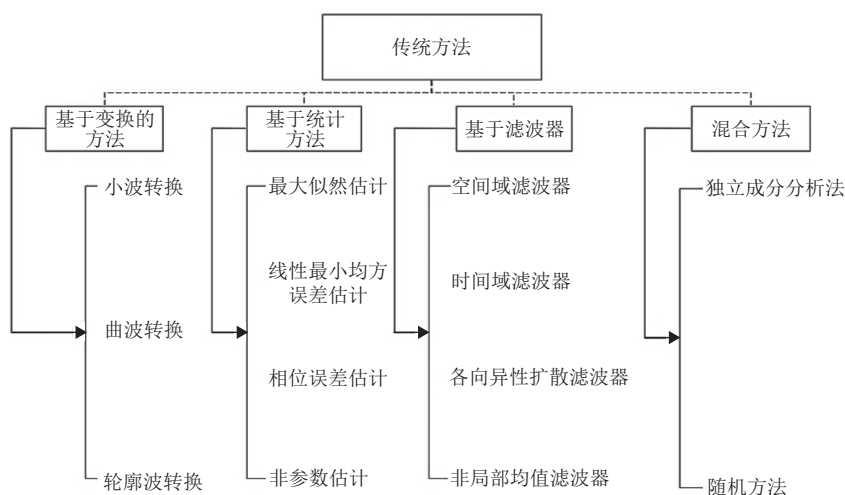 传统方法
基于变换的
方法
基于统计
方法
基于滤波器
混合方法
小波转换
曲波转换
轮廓波转换
最大似然估计
线性最小均方
误差估计
相位误差估计
非参数估计
空间域滤波器
时间域滤波器
各向异性扩散滤波器
非局部均值滤波器
独立成分分析法
随机方法